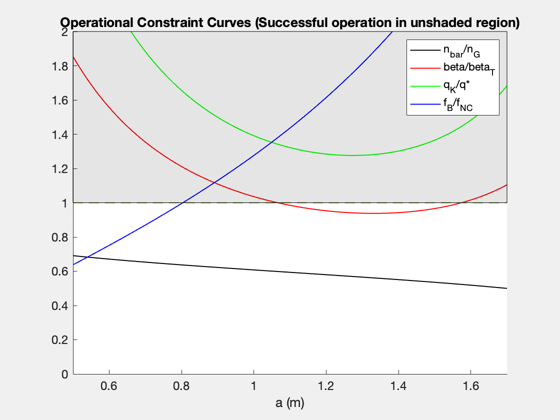 Operational Constraint Curves (Successful operation in unshaded region)
2
1.8
1.6
1.4
1.2
1
0.8
0.6
0.4
0.2
0
n_bar/n_G
beta/beta_T
q_K/q*
f_B/f_NC
0.6 0.8 1 1.2 1.4 1.6
a (m)